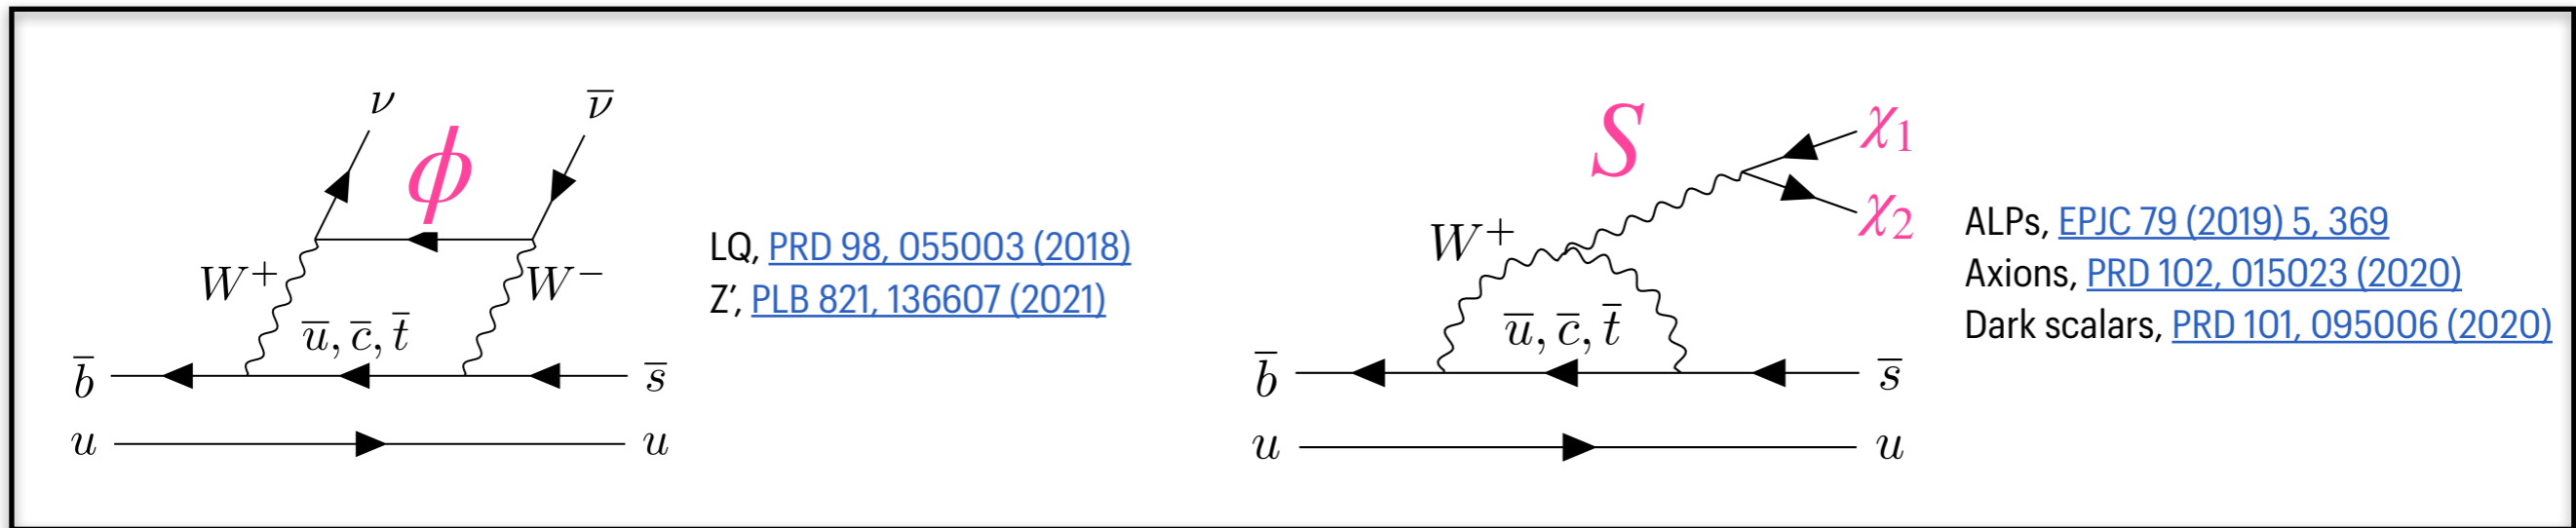 ν
ν̅
ϕ
W⁺
W⁻
u̅, c̅, t̅
b̅
s̅
u
u
LQ, PRD 98, 055003 (2018)
Z’, PLB 821, 136607 (2021)
S
χ₁
χ₂
W⁺
u̅, c̅, t̅
b̅
s̅
u
u
ALPs, EPJC 79 (2019) 5, 369
Axions, PRD 102, 015023 (2020)
Dark scalars, PRD 101, 095006 (2020)